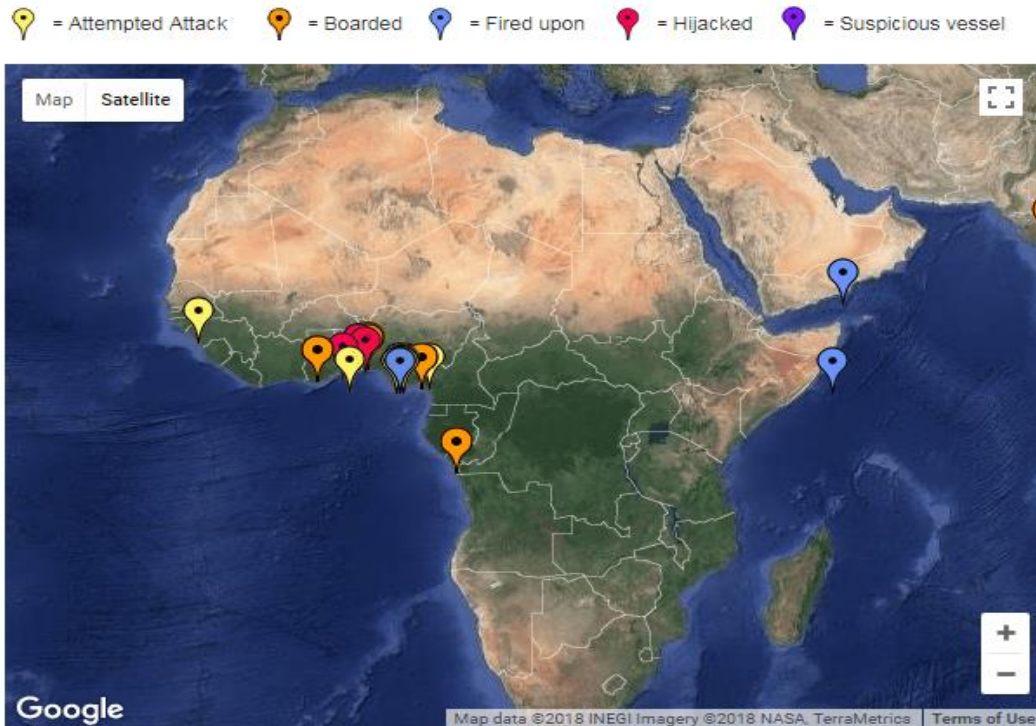 = Attempted Attack = Boarded = Fired upon = Hijacked = Suspicious vessel
Map Satellite
+
−
Google
Map data ©2018 INEGI Imagery ©2018 NASA, TerraMetrics Terms of Us